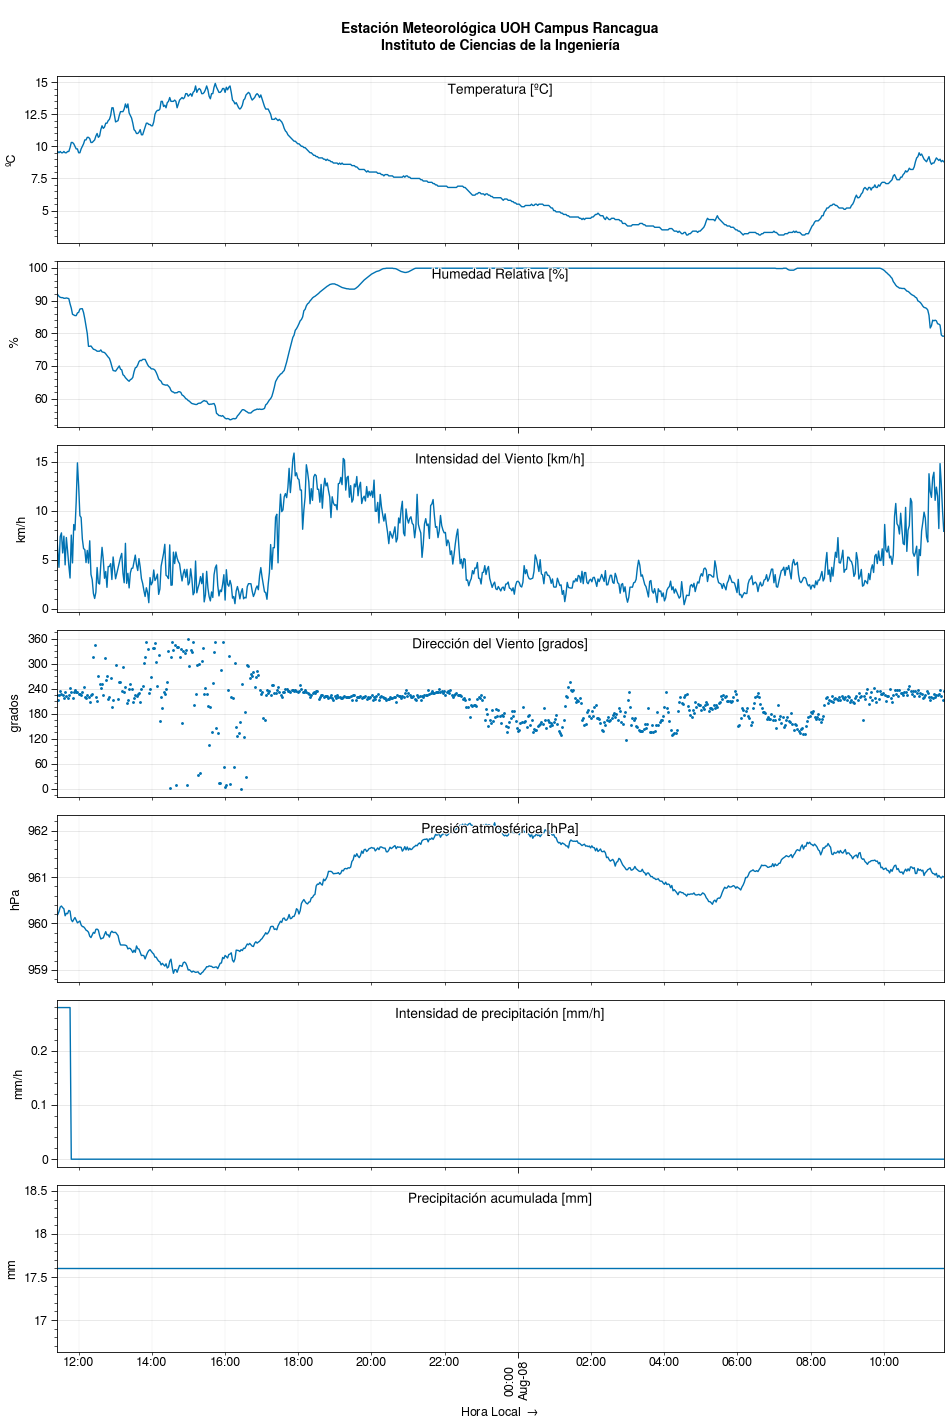 Estación Meteorológica UOH Campus Rancagua
Instituto de Ciencias de la Ingeniería
Temperatura [ºC]
15
12.5
10
7.5
5
ºC
Humedad Relativa [%]
100
90
80
70
60
%
Intensidad del Viento [km/h]
15
10
5
0
km/h
Dirección del Viento [grados]
360
300
240
180
120
60
0
grados
Presión atmosférica [hPa]
962
961
960
959
hPa
Intensidad de precipitación [mm/h]
0.2
0.1
0
mm/h
Precipitación acumulada [mm]
18.5
18
17.5
17
mm
12:00 14:00 16:00 18:00 20:00 22:00 00:00 02:00 04:00 06:00 08:00 10:00
Aug-08
Hora Local →